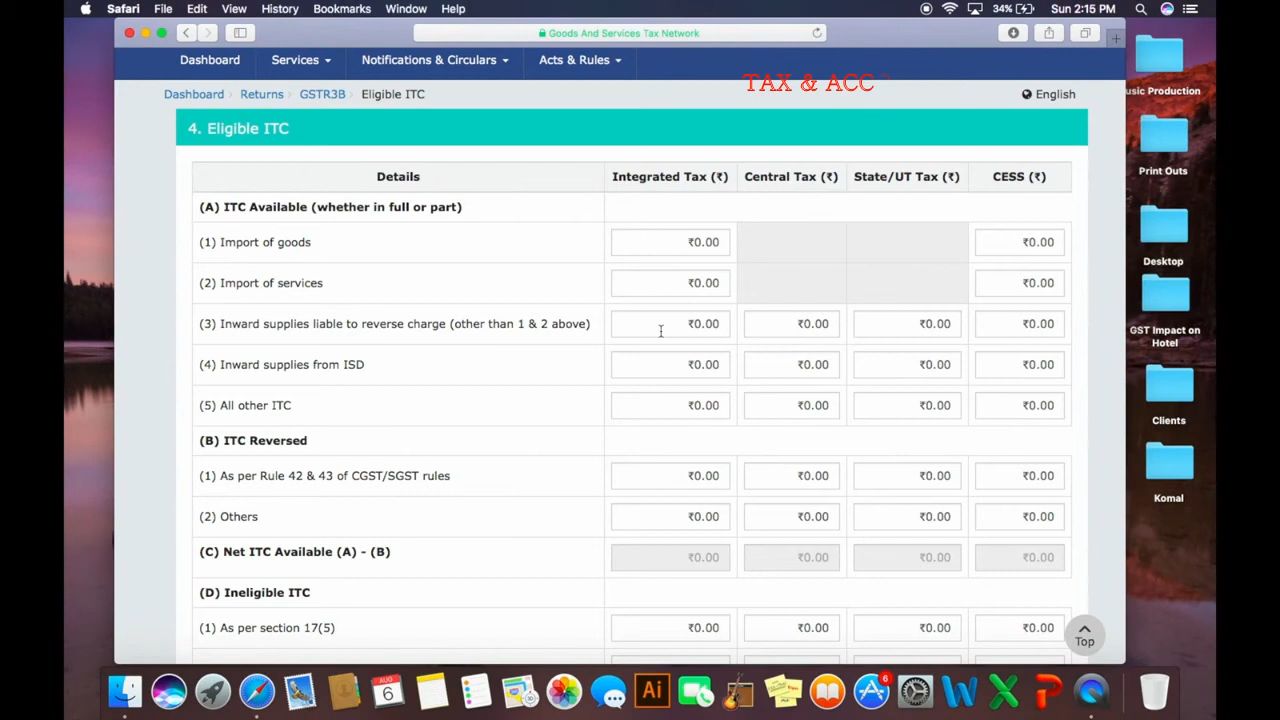 Safari File Edit View History Bookmarks Window Help 34% Sun 2:15 PM
Goods And Services Tax Network
Dashboard Services Notifications & Circulars Acts & Rules
TAX & ACC
Dashboard › Returns › GSTR3B › Eligible ITC English
4. Eligible ITC
Details Integrated Tax (₹) Central Tax (₹) State/UT Tax (₹) CESS (₹)
(A) ITC Available (whether in full or part)
(1) Import of goods ₹0.00 ₹0.00
(2) Import of services ₹0.00 ₹0.00
(3) Inward supplies liable to reverse charge (other than 1 & 2 above) ₹0.00 ₹0.00 ₹0.00 ₹0.00
(4) Inward supplies from ISD ₹0.00 ₹0.00 ₹0.00 ₹0.00
(5) All other ITC ₹0.00 ₹0.00 ₹0.00 ₹0.00
(B) ITC Reversed
(1) As per Rule 42 & 43 of CGST/SGST rules ₹0.00 ₹0.00 ₹0.00 ₹0.00
(2) Others ₹0.00 ₹0.00 ₹0.00 ₹0.00
(C) Net ITC Available (A) - (B) ₹0.00 ₹0.00 ₹0.00 ₹0.00
(D) Ineligible ITC
(1) As per section 17(5) ₹0.00 ₹0.00 ₹0.00 ₹0.00
Top
usic Production
Print Outs
Desktop
GST Impact on
Hotel
Clients
Komal
AUG
6
Ai
6